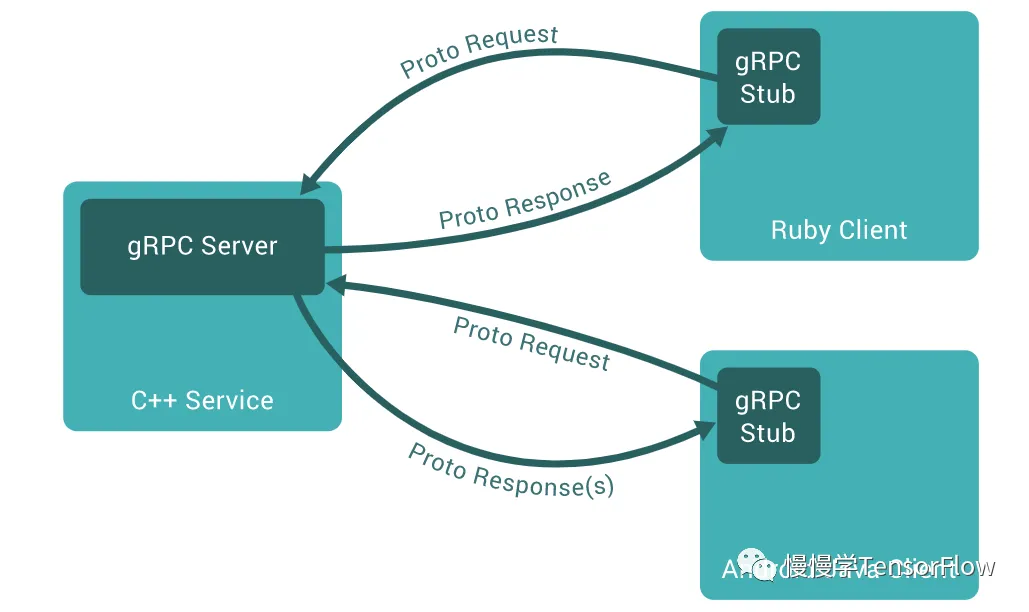 Proto Request
gRPC
Stub
Proto Response
Ruby Client
gRPC Server
C++ Service
Proto Request
gRPC
Stub
Proto Response(s)
慢慢学TensorFlow